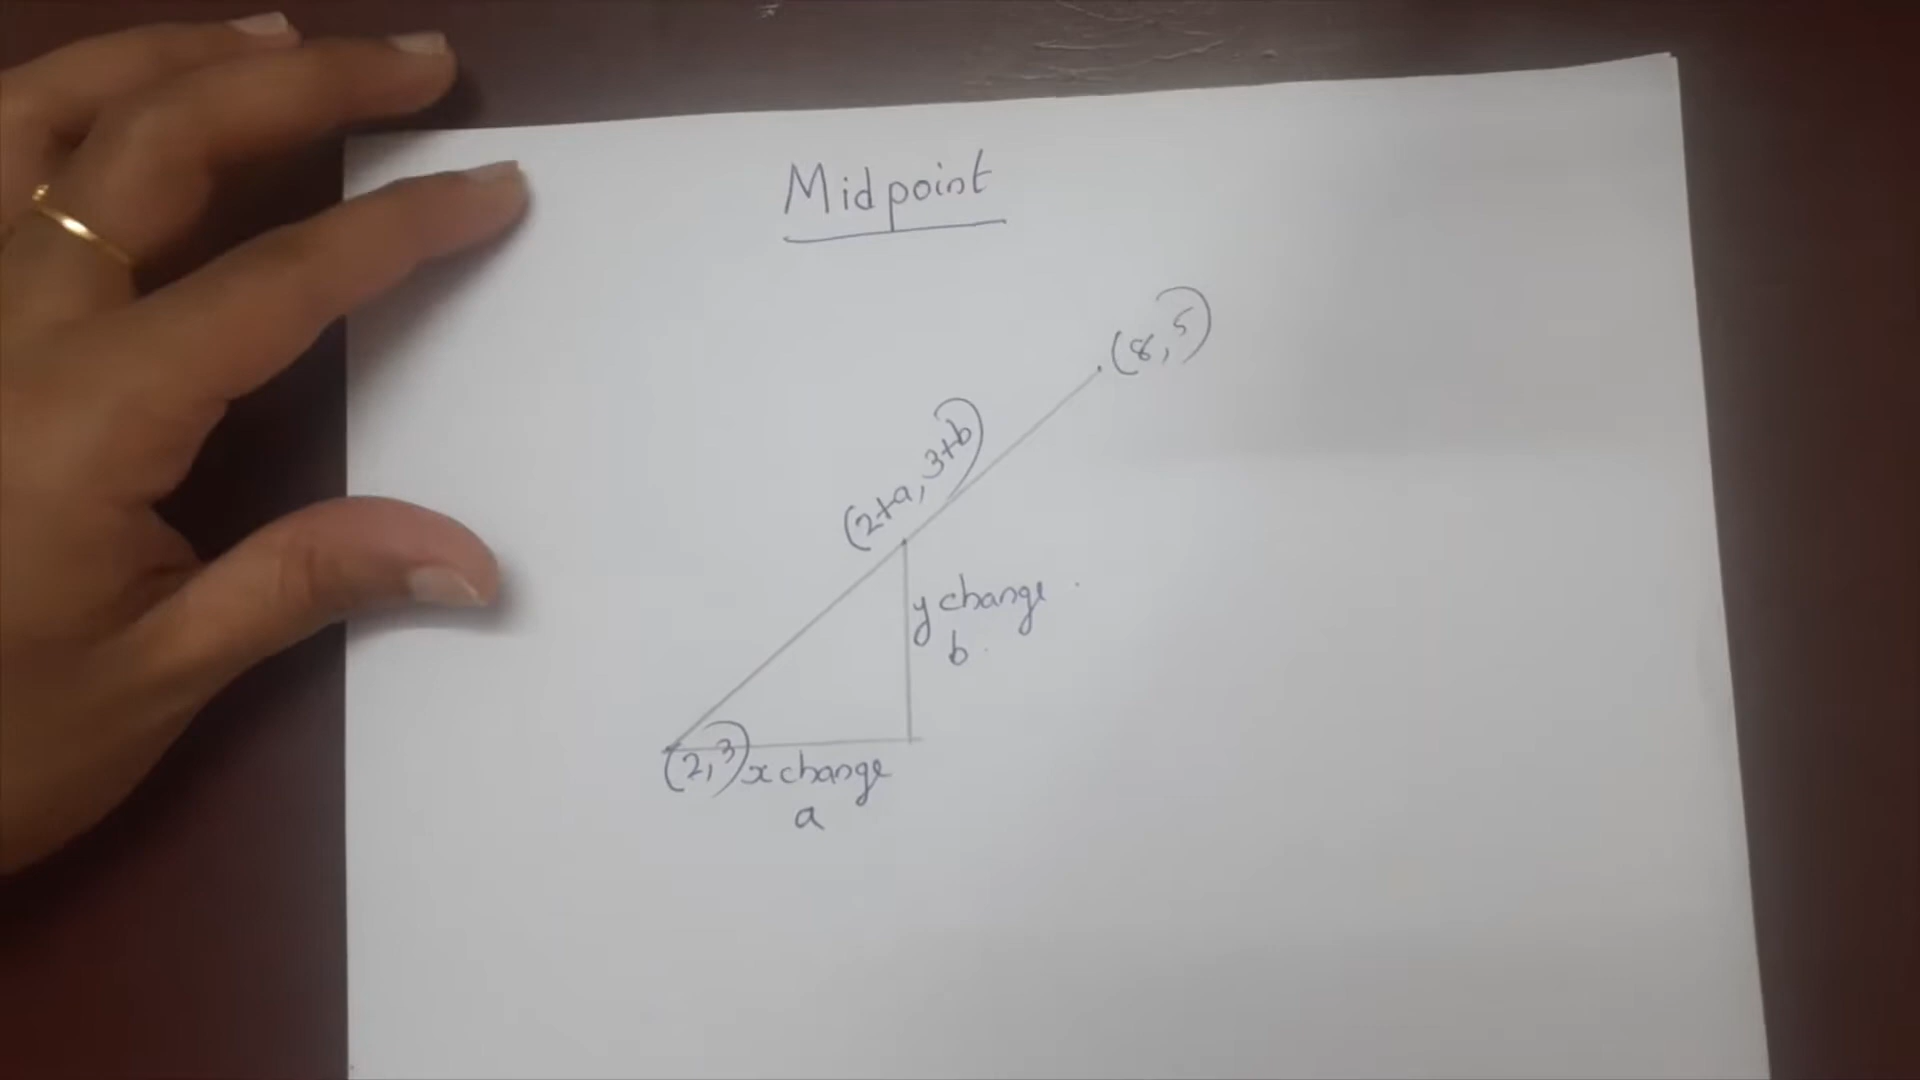 Midpoint
(8,5)
(2+a, 3+b)
y change
b
(2,3) x change
a